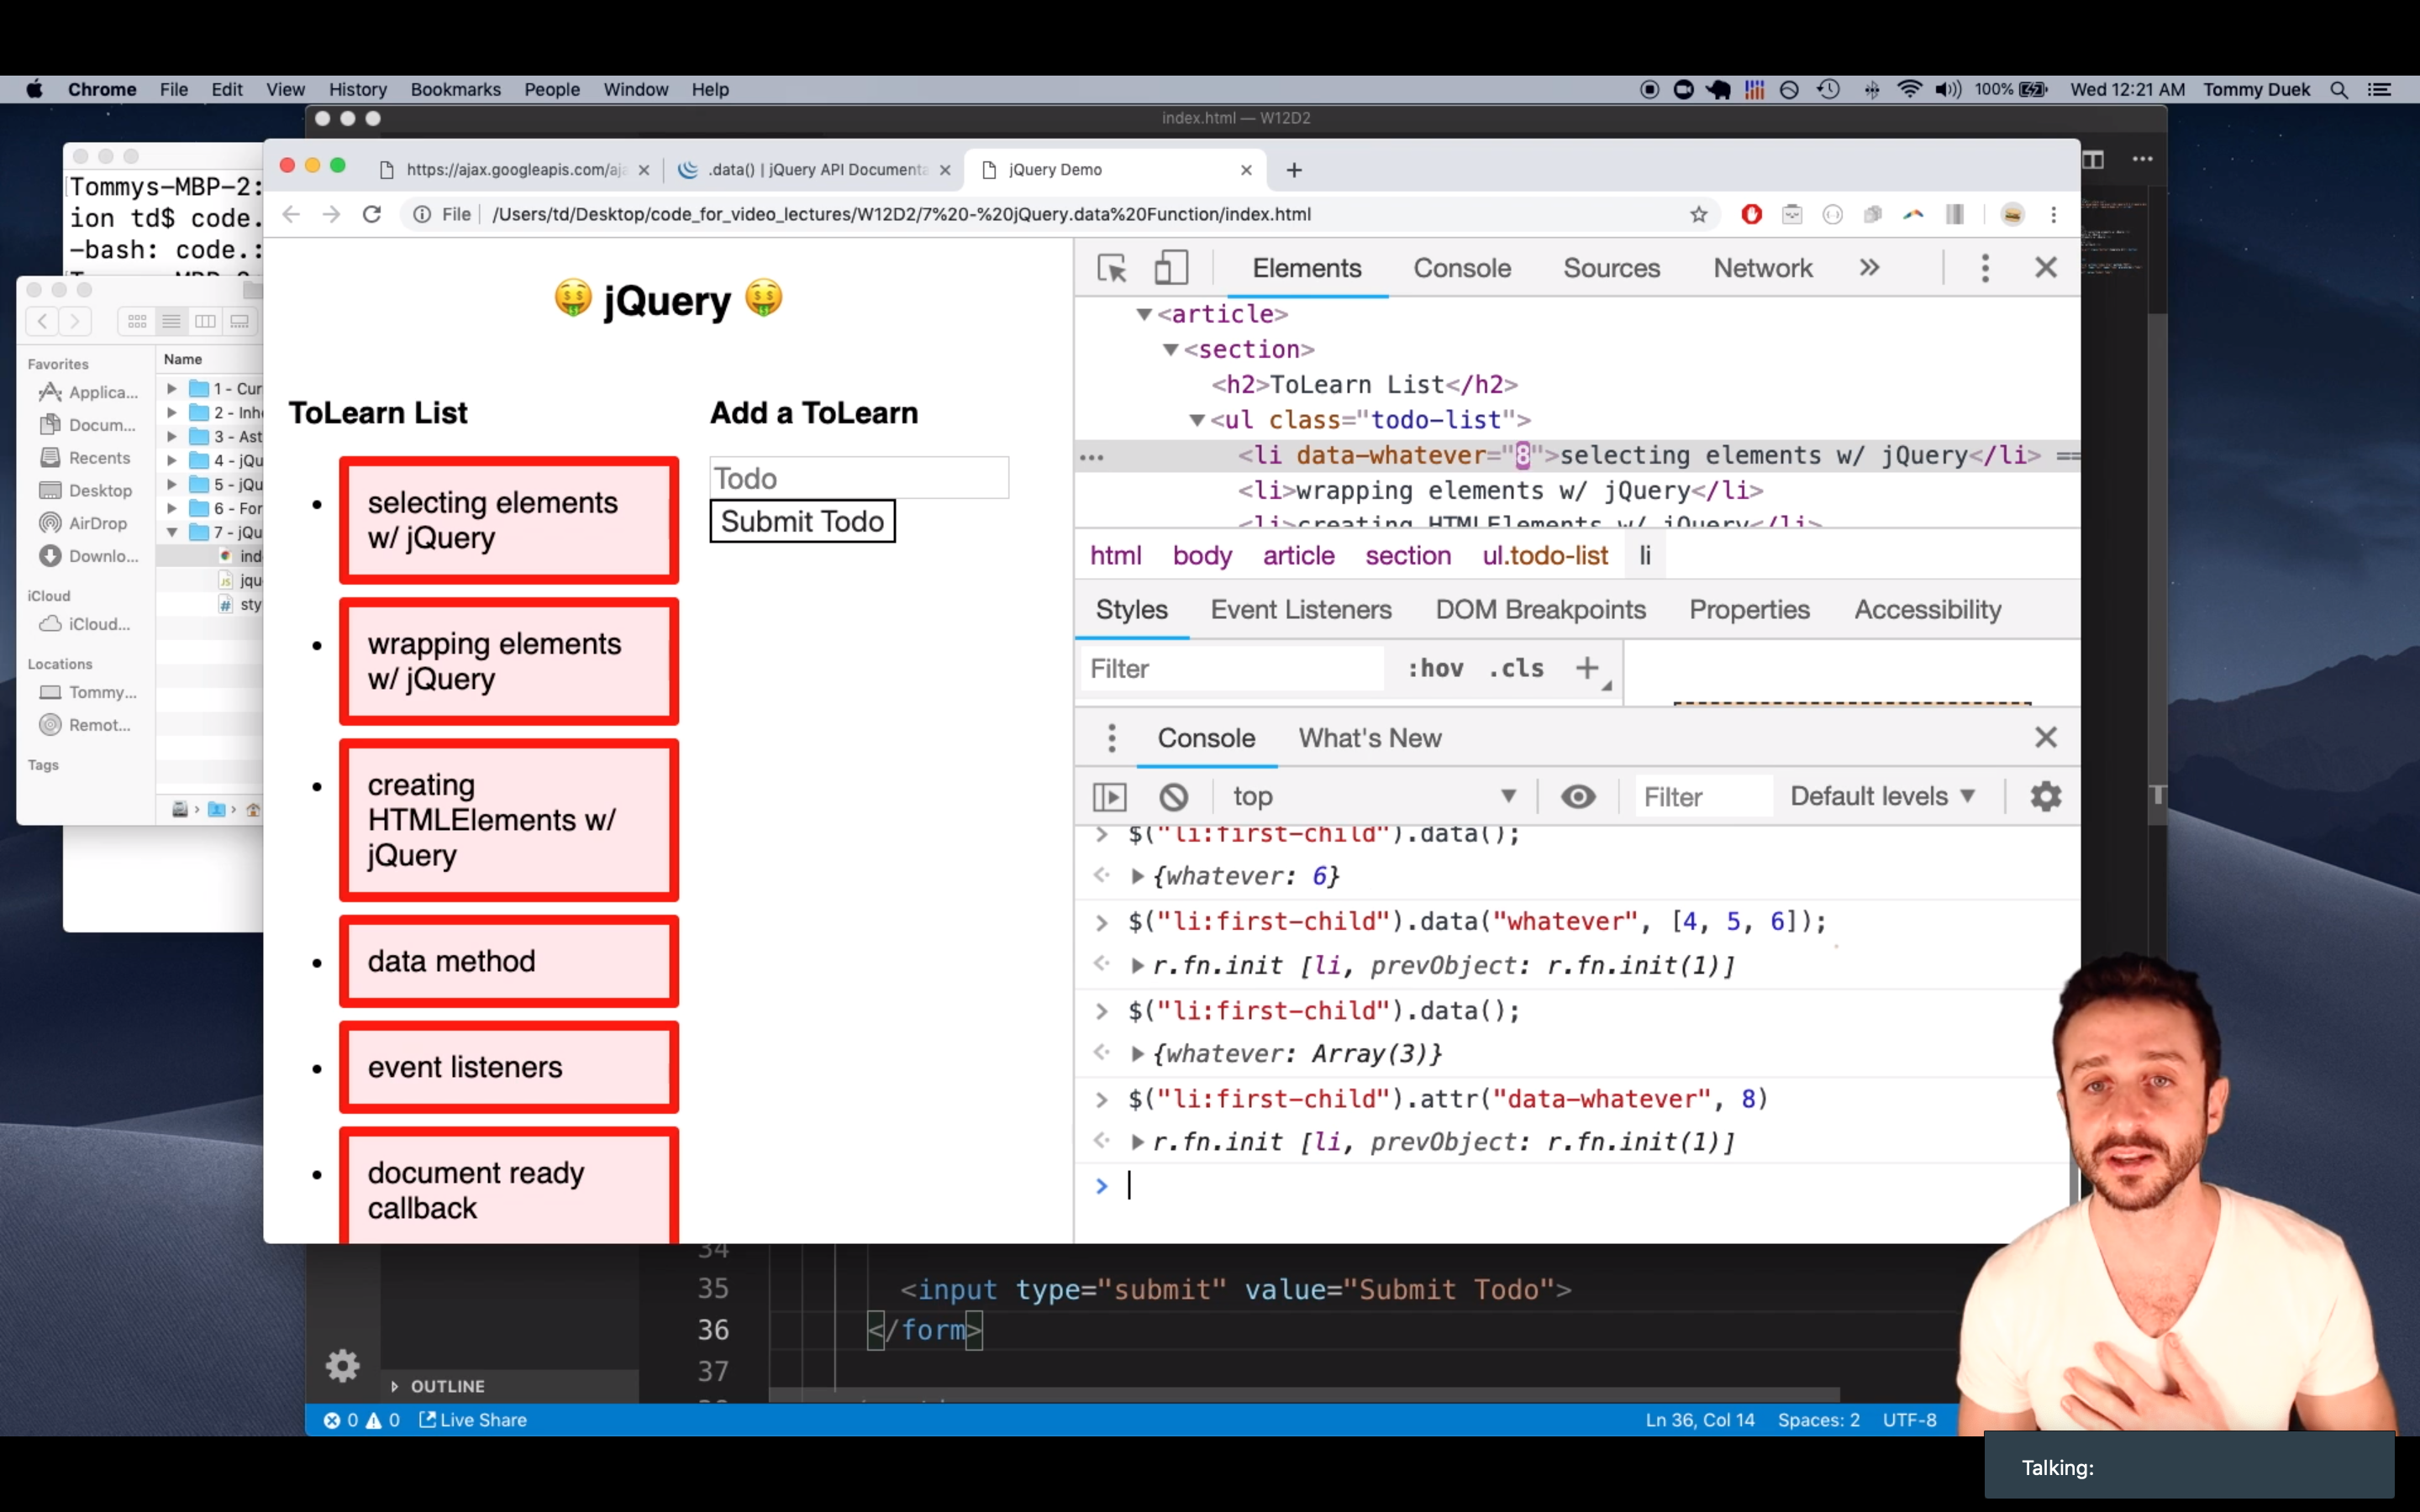 Chrome File Edit View History Bookmarks People Window Help 100% Wed 12:21 AM Tommy Duek
index.html — W12D2
https://ajax.googleapis.com/aja .data() | jQuery API Documenta jQuery Demo
File /Users/td/Desktop/code_for_video_lectures/W12D2/7%20-%20jQuery.data%20Function/index.html
Tommys-MBP-2:
ion td$ code.
-bash: code.:
Favorites
Applica...
Docum...
Recents
Desktop
AirDrop
Downlo...
iCloud
iCloud...
Locations
Tommy...
Remot...
Tags
Name
1 - Cur
2 - Inh
3 - Ast
4 - jQu
5 - jQu
6 - For
7 - jQu
ind
jqu
sty
🤑 jQuery 🤑
ToLearn List
selecting elements
w/ jQuery
wrapping elements
w/ jQuery
creating
HTMLElements w/
jQuery
data method
event listeners
document ready
callback
Add a ToLearn
Todo
Submit Todo
Elements Console Sources Network »
<article>
<section>
<h2>ToLearn List</h2>
<ul class="todo-list">
<li data-whatever="8">selecting elements w/ jQuery</li> ==
<li>wrapping elements w/ jQuery</li>
<li>creating HTMLElements w/ jQuery</li>
html body article section ul.todo-list li
Styles Event Listeners DOM Breakpoints Properties Accessibility
Filter :hov .cls +
Console What's New
top Filter Default levels
> $("li:first-child").data();
{whatever: 6}
> $("li:first-child").data("whatever", [4, 5, 6]);
r.fn.init [li, prevObject: r.fn.init(1)]
> $("li:first-child").data();
{whatever: Array(3)}
> $("li:first-child").attr("data-whatever", 8)
r.fn.init [li, prevObject: r.fn.init(1)]
>
34
35 <input type="submit" value="Submit Todo">
36 </form>
37
OUTLINE
0 0 Live Share Ln 36, Col 14 Spaces: 2 UTF-8
Talking: